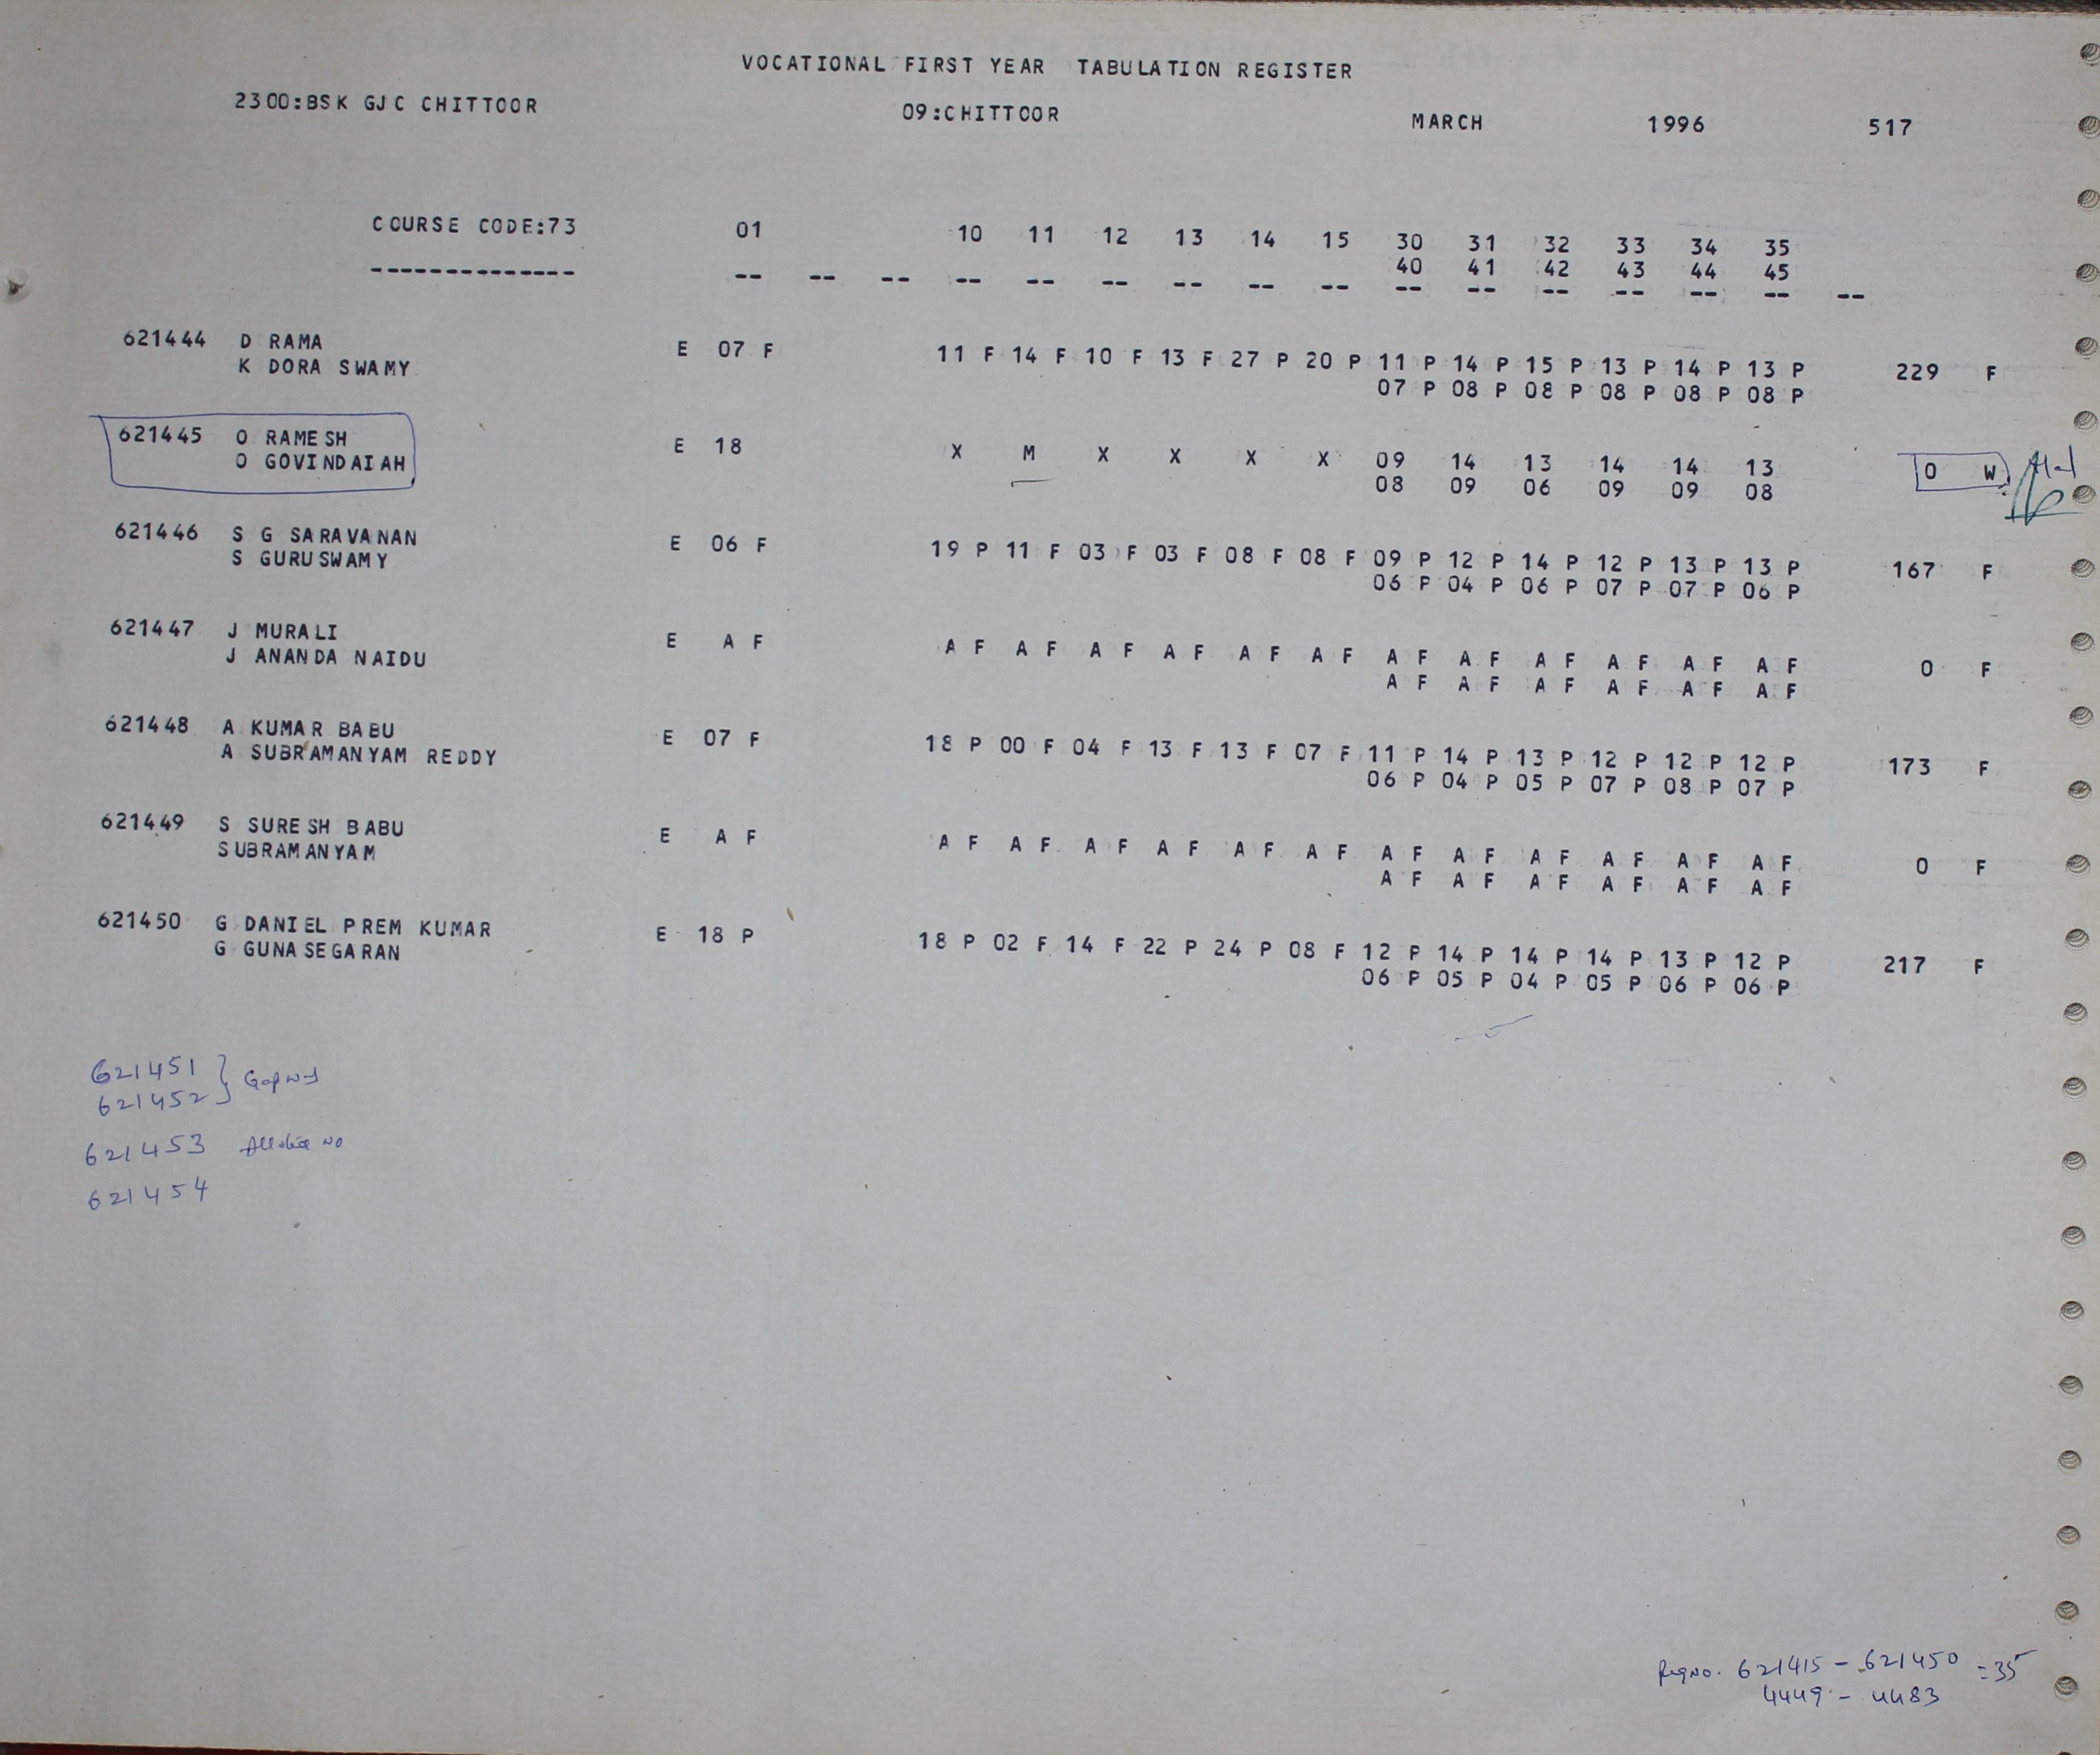 VOCATIONAL FIRST YEAR TABULATION REGISTER
2300:BSK GJC CHITTOOR 09:CHITTOOR MARCH 1996 517
COURSE CODE:73 01 10 11 12 13 14 15 30 31 32 33 34 35
40 41 42 43 44 45
-------------- -- -- -- -- -- -- -- -- -- -- -- -- -- -- -- --
621444 D RAMA E 07 F 11 F 14 F 10 F 13 F 27 P 20 P 11 P 14 P 15 P 13 P 14 P 13 P 229 F
K DORA SWAMY 07 P 08 P 08 P 08 P 08 P 08 P
621445 O RAMESH E 18 X M X X X X 09 14 13 14 14 13 0 W
O GOVINDAIAH 08 09 06 09 09 08
621446 S G SARAVANAN E 06 F 19 P 11 F 03 F 03 F 08 F 08 F 09 P 12 P 14 P 12 P 13 P 13 P 167 F
S GURUSWAMY 06 P 04 P 06 P 07 P 07 P 06 P
621447 J MURALI E A F A F A F A F A F A F A F A F A F A F A F A F A F 0 F
J ANANDA NAIDU A F A F A F A F A F A F
621448 A KUMAR BABU E 07 F 18 P 00 F 04 F 13 F 13 F 07 F 11 P 14 P 13 P 12 P 12 P 12 P 173 F
A SUBRAMANYAM REDDY 06 P 04 P 05 P 07 P 08 P 07 P
621449 S SURESH BABU E A F A F A F A F A F A F A F A F A F A F A F A F A F 0 F
SUBRAMANYAM A F A F A F A F A F A F
621450 G DANIEL PREM KUMAR E 18 P 18 P 02 F 14 F 22 P 24 P 08 F 12 P 14 P 14 P 14 P 13 P 12 P 217 F
G GUNASEGARAN 06 P 05 P 04 P 05 P 06 P 06 P
621451
621452
621453
621454
Regno. 621415 - 621450 = 35
4449 - 4483